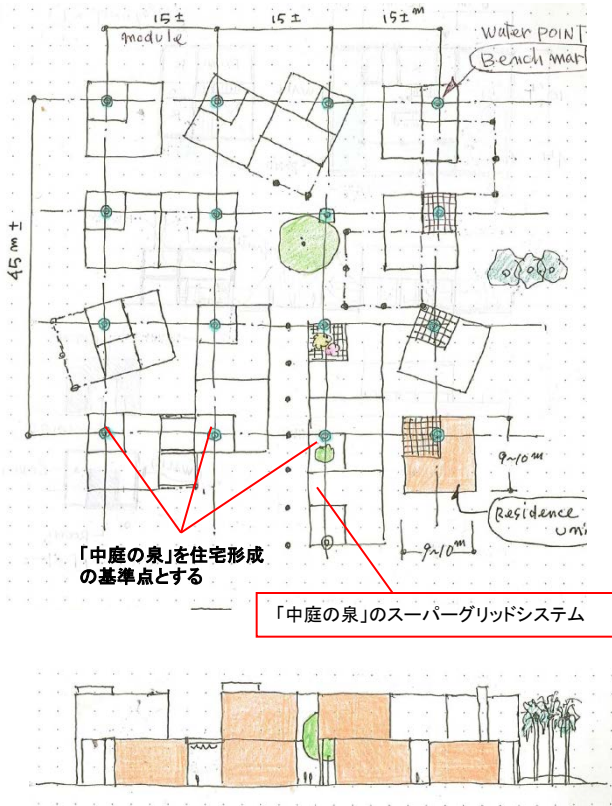 15±
15±
15±m
module
Water point
Bench mar
45m±
9~10m
Residence
uni
9~10m
「中庭の泉」を住宅形成
の基準点とする
「中庭の泉」のスーパーグリッドシステム